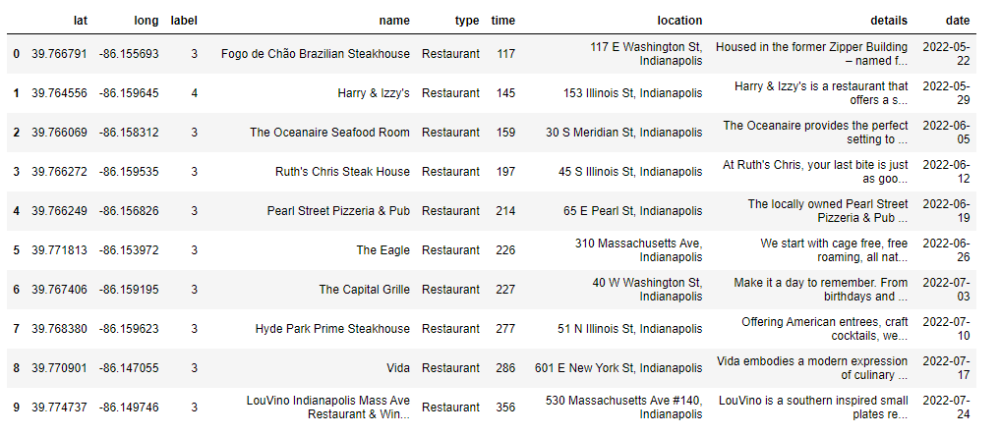 lat long label name type time location details date
0 39.766791 -86.155693 3 Fogo de Chão Brazilian Steakhouse Restaurant 117 117 E Washington St, Indianapolis Housed in the former Zipper Building – named f... 2022-05-22
1 39.764556 -86.159645 4 Harry & Izzy's Restaurant 145 153 Illinois St, Indianapolis Harry & Izzy's is a restaurant that offers a s... 2022-05-29
2 39.766069 -86.158312 3 The Oceanaire Seafood Room Restaurant 159 30 S Meridian St, Indianapolis The Oceanaire provides the perfect setting to ... 2022-06-05
3 39.766272 -86.159535 3 Ruth's Chris Steak House Restaurant 197 45 S Illinois St, Indianapolis At Ruth's Chris, your last bite is just as goo... 2022-06-12
4 39.766249 -86.156826 3 Pearl Street Pizzeria & Pub Restaurant 214 65 E Pearl St, Indianapolis The locally owned Pearl Street Pizzeria & Pub ... 2022-06-19
5 39.771813 -86.153972 3 The Eagle Restaurant 226 310 Massachusetts Ave, Indianapolis We start with cage free, free roaming, all nat... 2022-06-26
6 39.767406 -86.159195 3 The Capital Grille Restaurant 227 40 W Washington St, Indianapolis Make it a day to remember. From birthdays and ... 2022-07-03
7 39.768380 -86.159623 3 Hyde Park Prime Steakhouse Restaurant 277 51 N Illinois St, Indianapolis Offering American entrees, craft cocktails, we... 2022-07-10
8 39.770901 -86.147055 3 Vida Restaurant 286 601 E New York St, Indianapolis Vida embodies a modern expression of culinary ... 2022-07-17
9 39.774737 -86.149746 3 LouVino Indianapolis Mass Ave Restaurant & Win... Restaurant 356 530 Massachusetts Ave #140, Indianapolis LouVino is a southern inspired small plates re... 2022-07-24